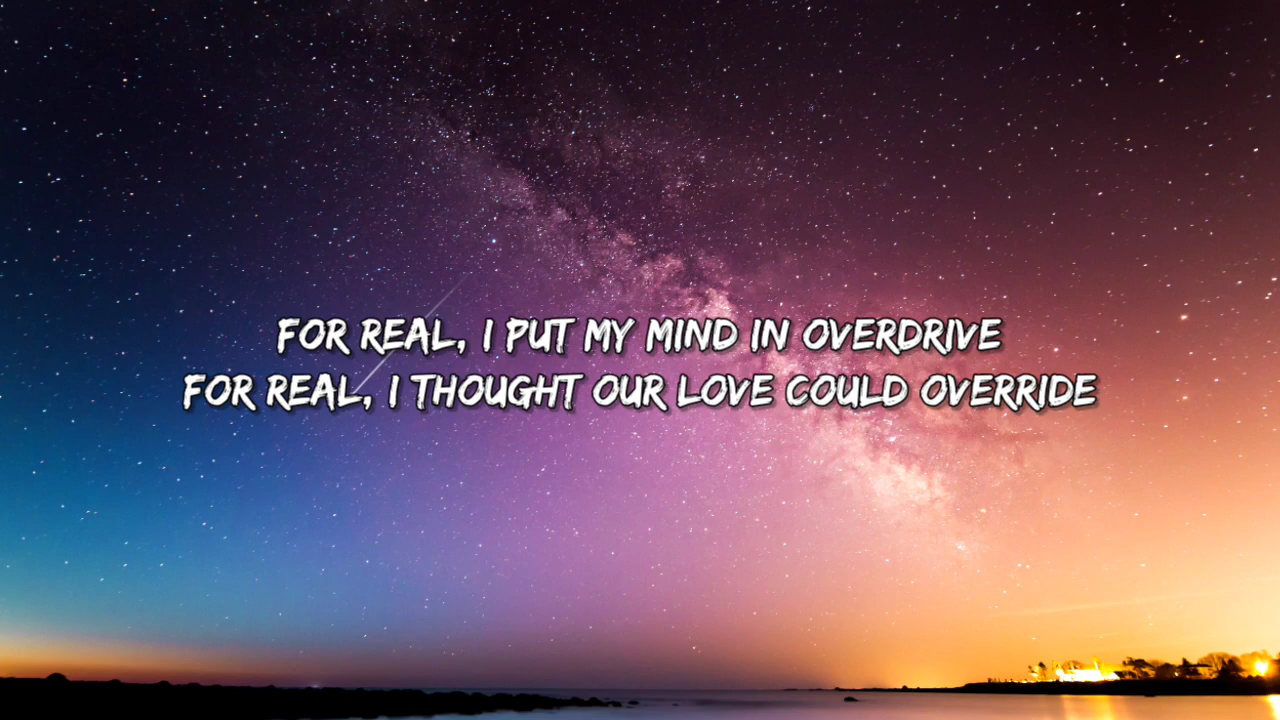 FOR REAL, I PUT MY MIND IN OVERDRIVE
FOR REAL, I THOUGHT OUR LOVE COULD OVERRIDE